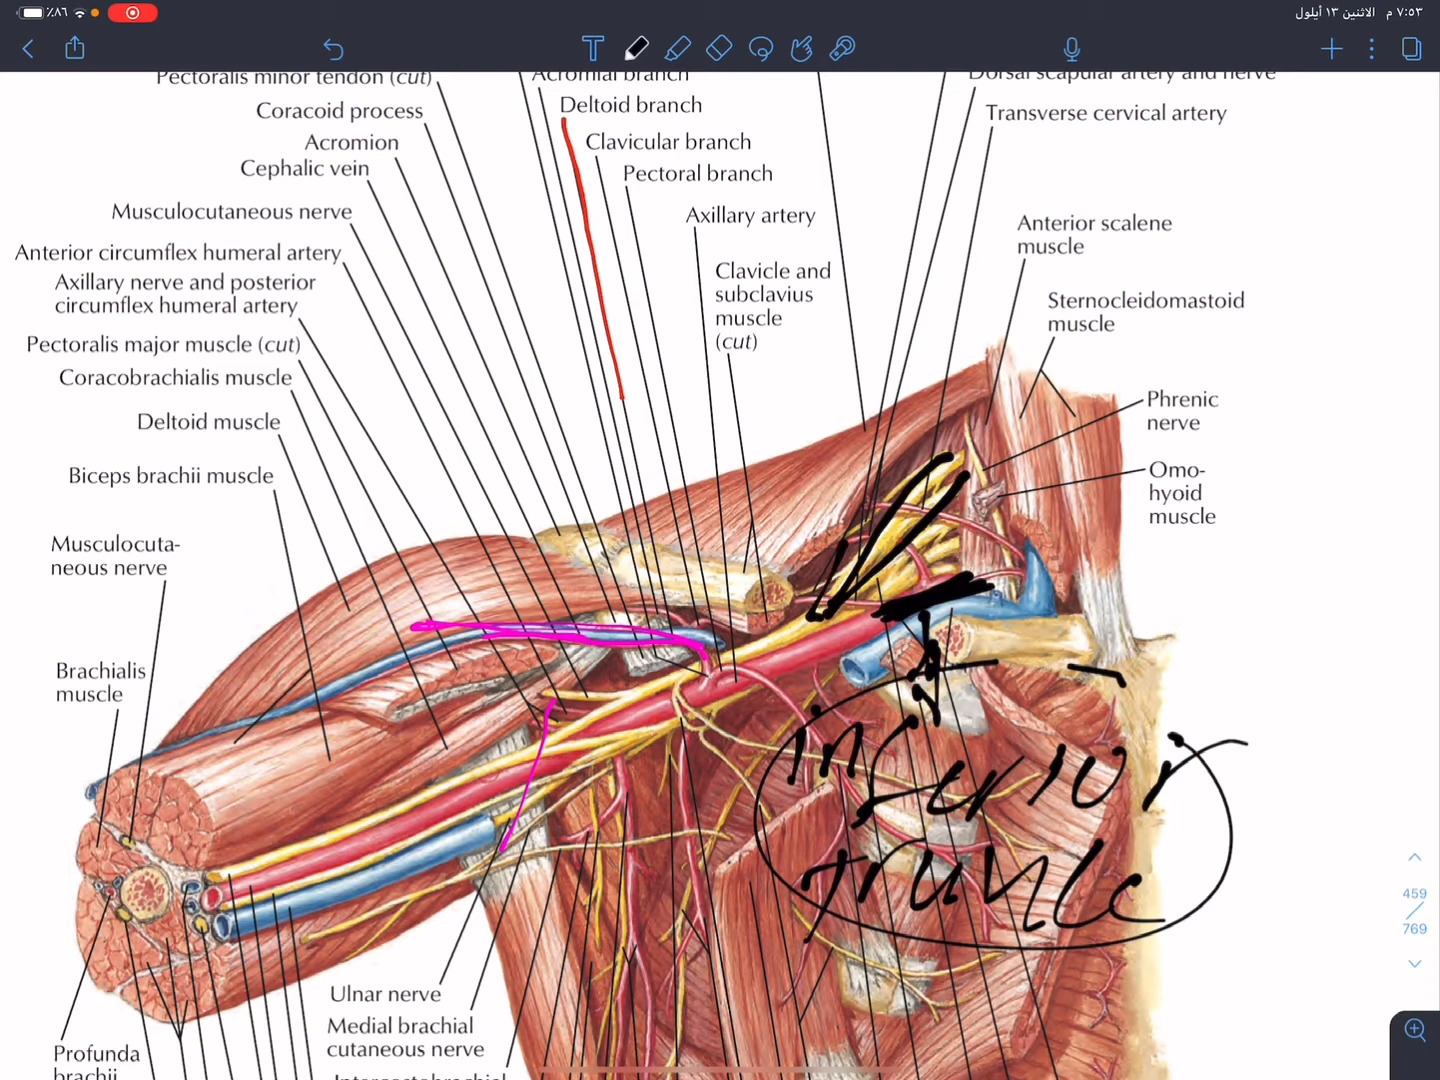 ٪٨٦
٧:٥٣ م الاثنين ١٣ أيلول
Pectoralis minor tendon (cut)
Acromial branch
Dorsal scapular artery and nerve
Coracoid process
Deltoid branch
Transverse cervical artery
Acromion
Clavicular branch
Cephalic vein
Pectoral branch
Musculocutaneous nerve
Axillary artery
Anterior scalene
muscle
Anterior circumflex humeral artery
Axillary nerve and posterior
circumflex humeral artery
Clavicle and
subclavius
muscle
(cut)
Sternocleidomastoid
muscle
Pectoralis major muscle (cut)
Coracobrachialis muscle
Deltoid muscle
Phrenic
nerve
Biceps brachii muscle
Omo-
hyoid
muscle
Musculocuta-
neous nerve
Brachialis
muscle
inferior
trunk
459
769
Ulnar nerve
Medial brachial
cutaneous nerve
Profunda
brachii
Intercostobrachial